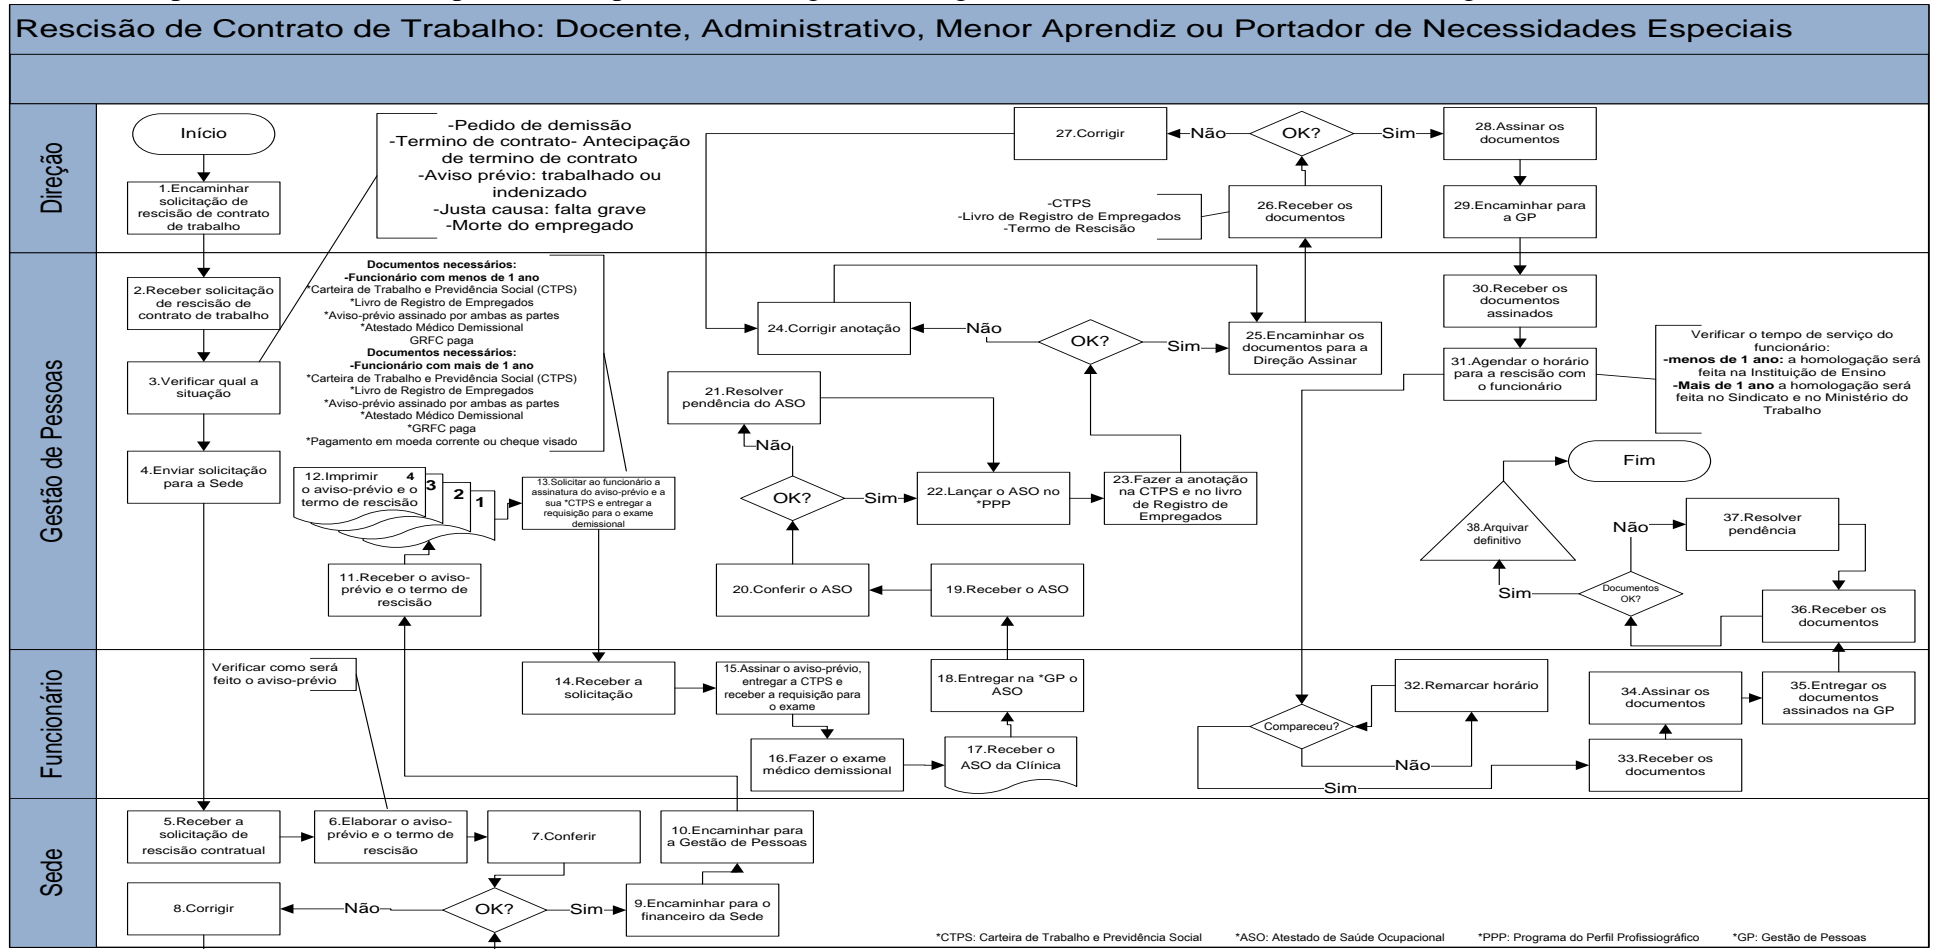 Rescisão de Contrato de Trabalho: Docente, Administrativo, Menor Aprendiz ou Portador de Necessidades Especiais
Direção
Início
1.Encaminhar
solicitação de
rescisão de contrato
de trabalho
-Pedido de demissão
-Termino de contrato- Antecipação
de termino de contrato
-Aviso prévio: trabalhado ou
indenizado
-Justa causa: falta grave
-Morte do empregado
27.Corrigir
Não
OK?
Sim
28.Assinar os
documentos
-CTPS
-Livro de Registro de Empregados
-Termo de Rescisão
26.Receber os
documentos
29.Encaminhar para
a GP
Gestão de Pessoas
2.Receber solicitação
de rescisão de
contrato de trabalho
3.Verificar qual a
situação
4.Enviar solicitação
para a Sede
Documentos necessários:
-Funcionário com menos de 1 ano
*Carteira de Trabalho e Previdência Social (CTPS)
*Livro de Registro de Empregados
*Aviso-prévio assinado por ambas as partes
*Atestado Médico Demissional
GRFC paga
Documentos necessários:
-Funcionário com mais de 1 ano
*Carteira de Trabalho e Previdência Social (CTPS)
*Livro de Registro de Empregados
*Aviso-prévio assinado por ambas as partes
*Atestado Médico Demissional
*GRFC paga
*Pagamento em moeda corrente ou cheque visado
12.Imprimir 4
o aviso-prévio e o
termo de rescisão
3
2
1
13.Solicitar ao funcionário a
assinatura do aviso-prévio e a
sua *CTPS e entregar a
requisição para o exame
demissional
11.Receber o aviso-
prévio e o termo de
rescisão
24.Corrigir anotação
Não
OK?
Sim
25.Encaminhar os
documentos para a
Direção Assinar
21.Resolver
pendência do ASO
Não
OK?
Sim
22.Lançar o ASO no
*PPP
23.Fazer a anotação
na CTPS e no livro
de Registro de
Empregados
20.Conferir o ASO
19.Receber o ASO
30.Receber os
documentos
assinados
31.Agendar o horário
para a rescisão com
o funcionário
Verificar o tempo de serviço do
funcionário:
-menos de 1 ano: a homologação será
feita na Instituição de Ensino
-Mais de 1 ano a homologação será
feita no Sindicato e no Ministério do
Trabalho
Fim
38.Arquivar
definitivo
Não
37.Resolver
pendência
Sim
Documentos
OK?
36.Receber os
documentos
Funcionário
Verificar como será
feito o aviso-prévio
14.Receber a
solicitação
15.Assinar o aviso-prévio,
entregar a CTPS e
receber a requisição para
o exame
16.Fazer o exame
médico demissional
17.Receber o
ASO da Clínica
18.Entregar na *GP o
ASO
Compareceu?
32.Remarcar horário
Não
Sim
33.Receber os
documentos
34.Assinar os
documentos
35.Entregar os
documentos
assinados na GP
Sede
5.Receber a
solicitação de
rescisão contratual
6.Elaborar o aviso-
prévio e o termo de
rescisão
7.Conferir
10.Encaminhar para
a Gestão de Pessoas
8.Corrigir
Não
OK?
Sim
9.Encaminhar para o
financeiro da Sede
*CTPS: Carteira de Trabalho e Previdência Social *ASO: Atestado de Saúde Ocupacional *PPP: Programa do Perfil Profissiográfico *GP: Gestão de Pessoas